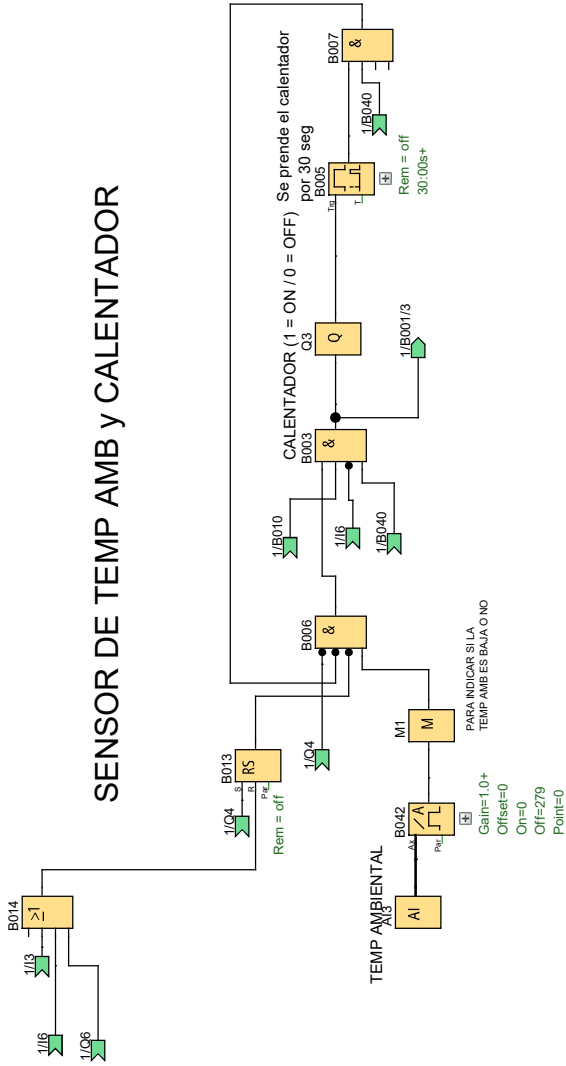 SENSOR DE TEMP AMB y CALENTADOR
B014
≥1
1/I3
1/I6
1/Q6
B013
S
R
Par
RS
1/Q4
Rem = off
1/Q4
B006
&
TEMP AMBIENTAL
AI3
AI
B042
Ax
Par
/A
+
Gain=1.0+
Offset=0
On=0
Off=279
Point=0
M1
M
PARA INDICAR SI LA
TEMP AMB ES BAJA O NO
CALENTADOR (1 = ON / 0 = OFF)
B003
&
1/B010
1/I6
1/B040
1/B001/3
Q3
Q
Se prende el calentador
por 30 seg
B005
Trg
T
+
Rem = off
30:00s+
B007
&
1/B040